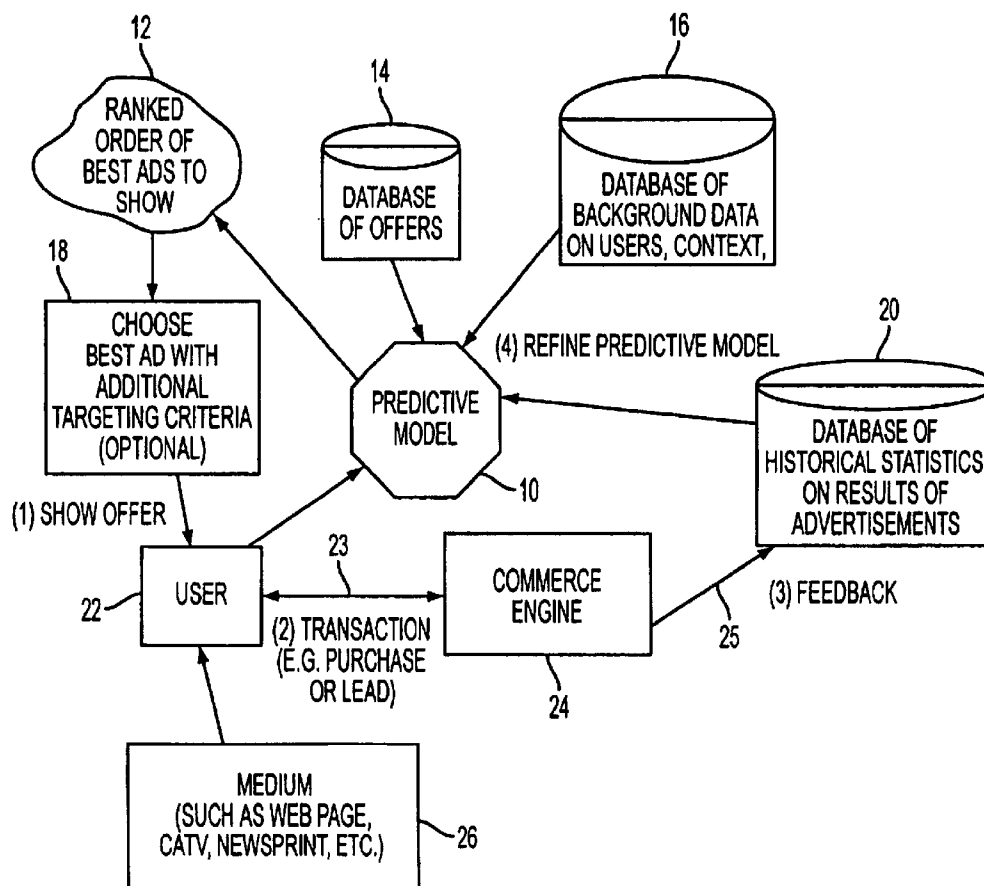 12
RANKED
ORDER OF
BEST ADS TO
SHOW
14
DATABASE
OF OFFERS
16
DATABASE OF
BACKGROUND DATA
ON USERS, CONTEXT,
18
CHOOSE
BEST AD WITH
ADDITIONAL
TARGETING CRITERIA
(OPTIONAL)
(4) REFINE PREDICTIVE MODEL
PREDICTIVE
MODEL
10
20
DATABASE OF
HISTORICAL STATISTICS
ON RESULTS OF
ADVERTISEMENTS
(1) SHOW OFFER
22
USER
23
(2) TRANSACTION
(E.G. PURCHASE
OR LEAD)
COMMERCE
ENGINE
24
25
(3) FEEDBACK
MEDIUM
(SUCH AS WEB PAGE,
CATV, NEWSPRINT, ETC.)
26